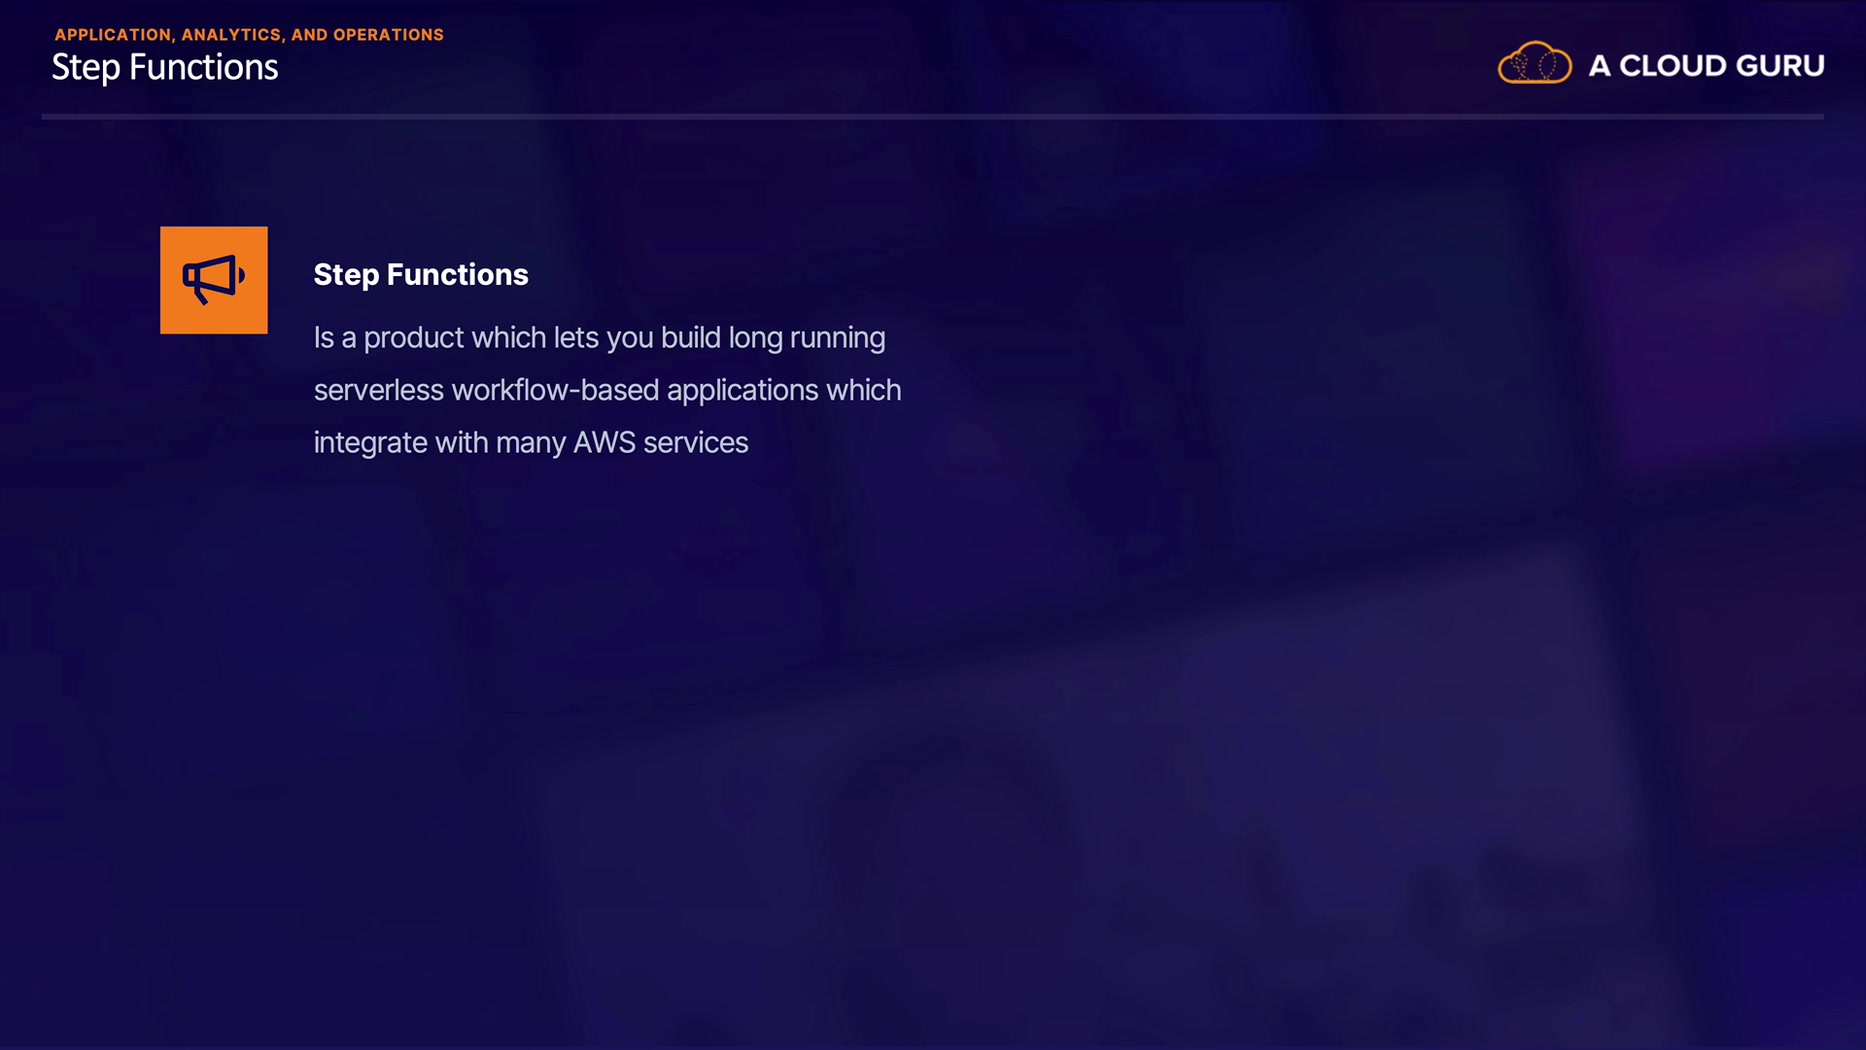 APPLICATION, ANALYTICS, AND OPERATIONS
Step Functions
A CLOUD GURU
Step Functions
Is a product which lets you build long running
serverless workflow-based applications which
integrate with many AWS services